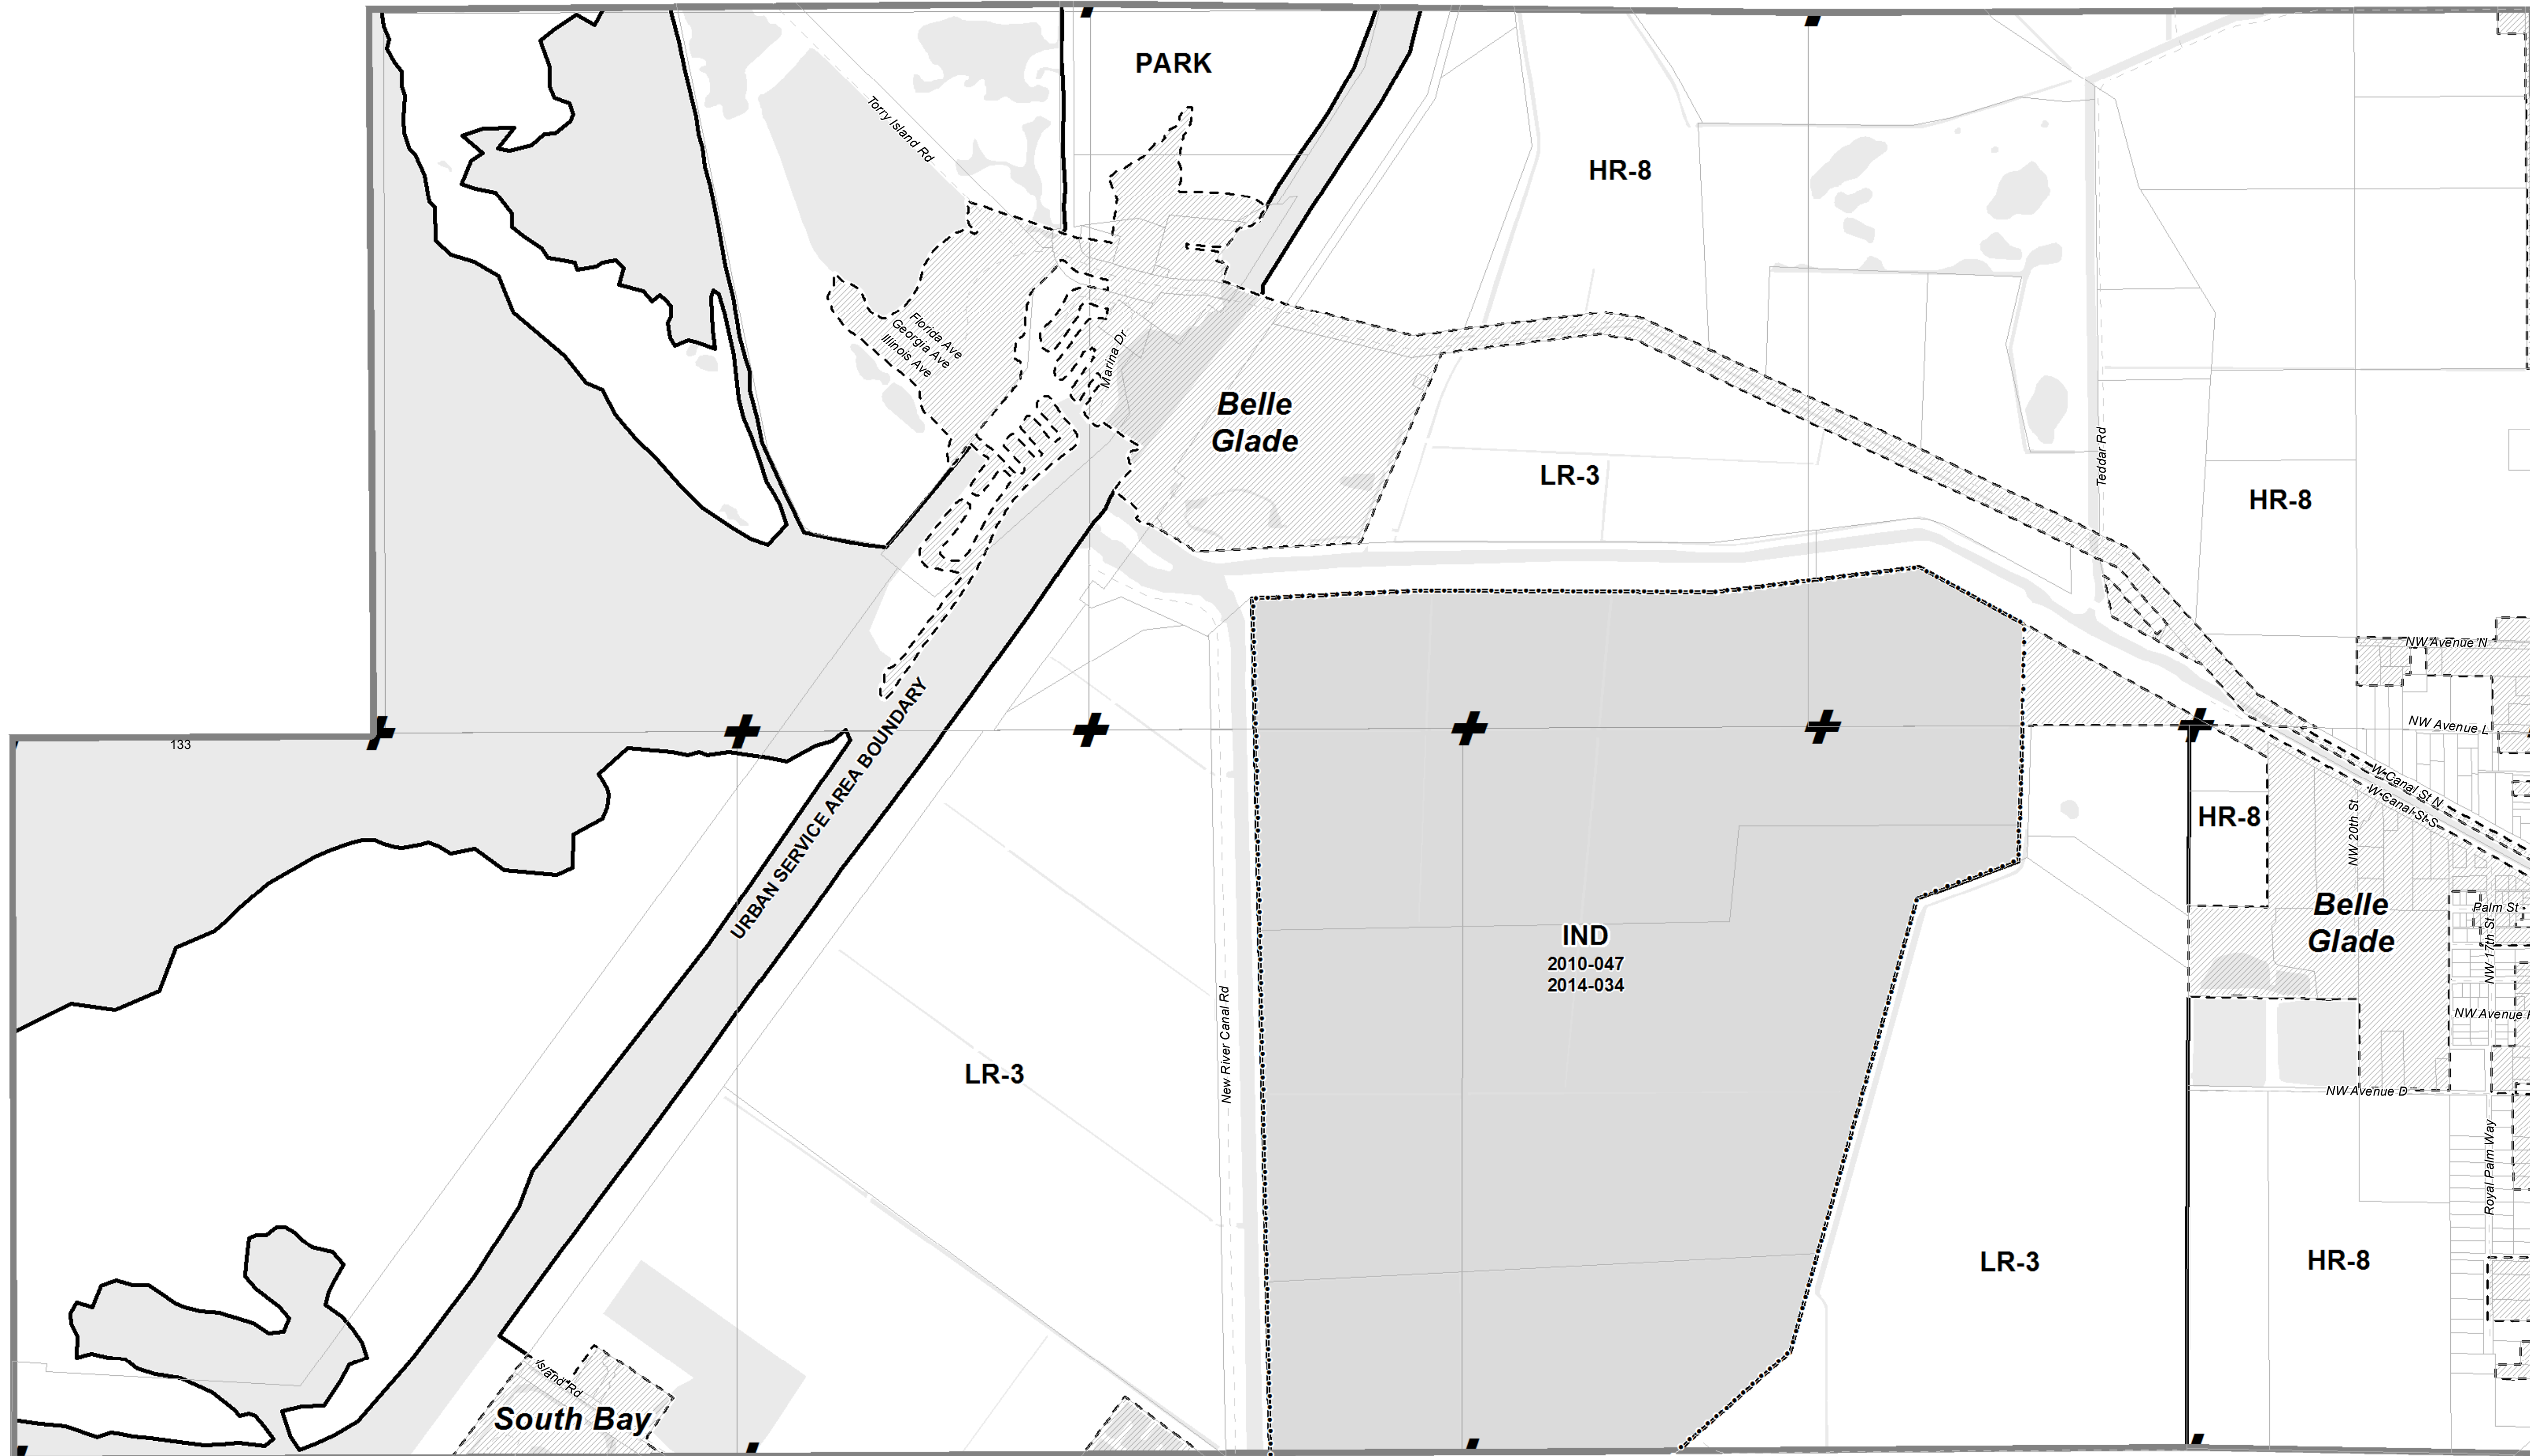 PARK
Torry Island Rd
HR-8
Florida Ave
Georgia Ave
Illinois Ave
Marina Dr
Belle
Glade
LR-3
Teddar Rd
HR-8
NW Avenue N
NW Avenue L
133
URBAN SERVICE AREA BOUNDARY
W Canal St N
W Canal St S
HR-8
NW 20th St
Palm St
Belle
Glade
NW 17th St
IND
2010-047
2014-034
NW Avenue
New River Canal Rd
LR-3
NW Avenue D
Royal Palm Way
LR-3
HR-8
Island Rd
South Bay